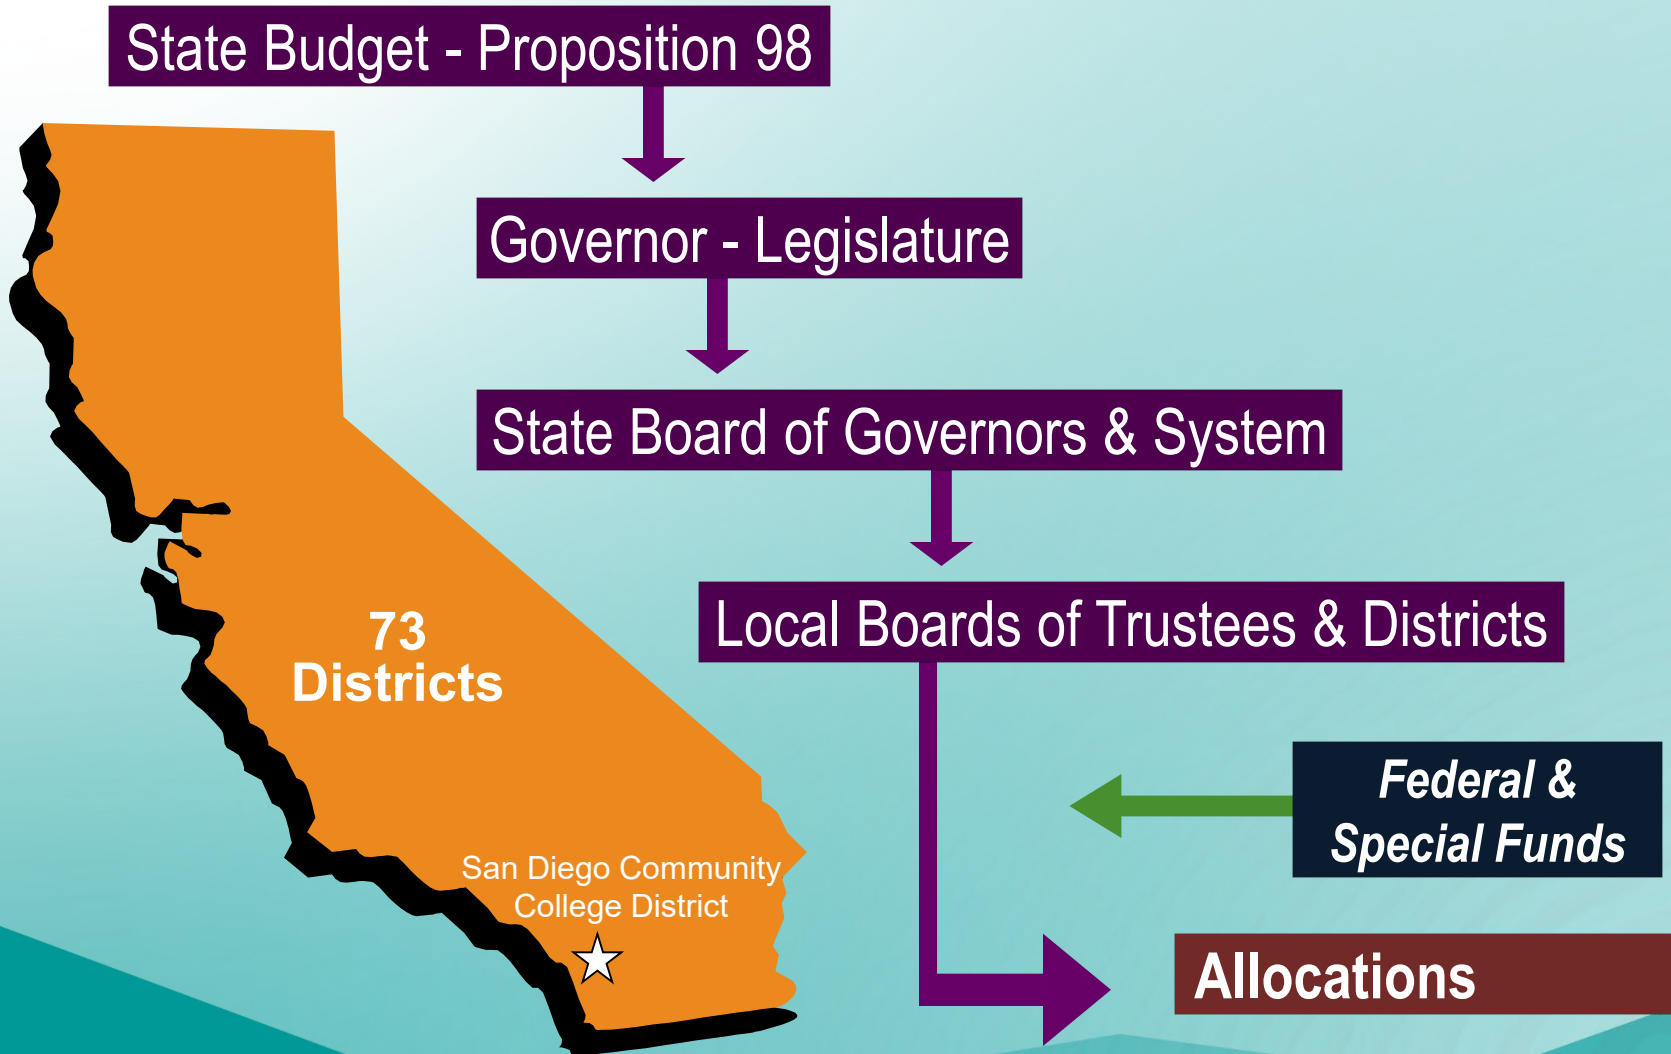 State Budget - Proposition 98
Governor - Legislature
State Board of Governors & System
Local Boards of Trustees & Districts
73
Districts
Federal &
Special Funds
San Diego Community
College District
Allocations